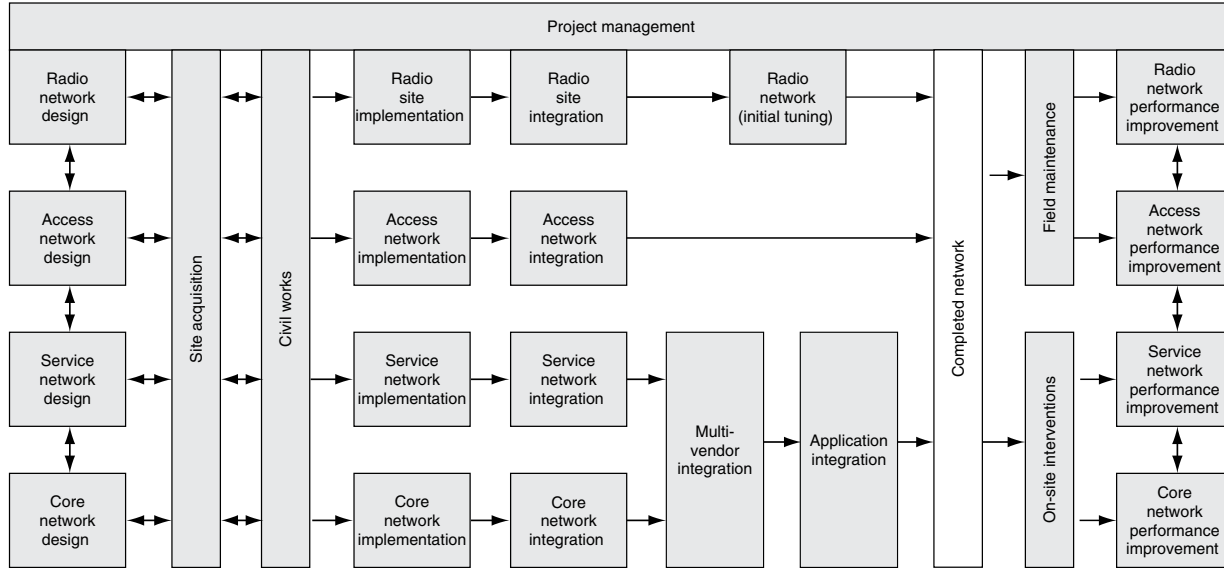 Project management
Radio
network
design
Site acquisition
Civil works
Radio
site
implementation
Radio
site
integration
Radio
network
(initial tuning)
Completed network
Field maintenance
Radio
network
performance
improvement
Access
network
design
Access
network
implementation
Access
network
integration
Access
network
performance
improvement
Service
network
design
Service
network
implementation
Service
network
integration
Multi-
vendor
integration
Application
integration
On-site interventions
Service
network
performance
improvement
Core
network
design
Core
network
implementation
Core
network
integration
Core
network
performance
improvement